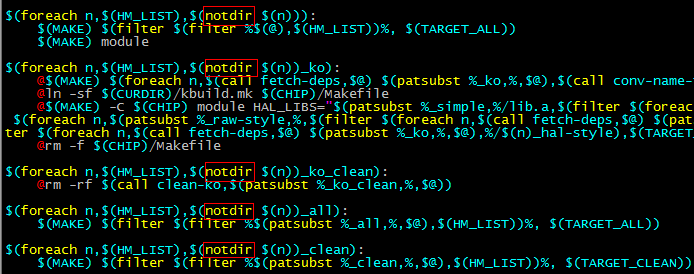 $(foreach n,$(HM_LIST),$(notdir $(n))):
$(MAKE) $(filter $(filter %$(@),$(HM_LIST))%, $(TARGET_ALL))
$(MAKE) module
$(foreach n,$(HM_LIST),$(notdir $(n))_ko):
@$(MAKE) $(foreach n,$(call fetch-deps,$@) $(patsubst %_ko,%,$@),$(call conv-name-
@ln -sf $(CURDIR)/kbuild.mk $(CHIP)/Makefile
@$(MAKE) -C $(CHIP) module HAL_LIBS="$(patsubst %_simple,%/lib.a,$(filter $(foreac
$(foreach n,$(patsubst %_raw-style,%,$(filter $(foreach n,$(call fetch-deps,$@) $(pats
ter $(foreach n,$(call fetch-deps,$@) $(patsubst %_ko,%,$@),%/$(n)_hal-style),$(TARGET_
@rm -f $(CHIP)/Makefile
$(foreach n,$(HM_LIST),$(notdir $(n))_ko_clean):
@rm -rf $(call clean-ko,$(patsubst %_ko_clean,%,$@))
$(foreach n,$(HM_LIST),$(notdir $(n))_all):
$(MAKE) $(filter $(filter %$(patsubst %_all,%,$@),$(HM_LIST))%, $(TARGET_ALL))
$(foreach n,$(HM_LIST),$(notdir $(n))_clean):
$(MAKE) $(filter $(filter %$(patsubst %_clean,%,$@),$(HM_LIST))%, $(TARGET_CLEAN))